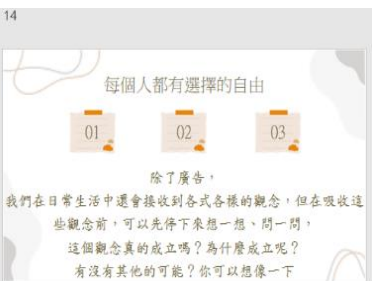 14
每個人都有選擇的自由
01
02
03
除了廣告，
我們在日常生活中還會接收到各式各樣的觀念，但在吸收這
些觀念前，可以先停下來想一想、問一問，
這個觀念真的成立嗎？為什麼成立呢？
有沒有其他的可能？你可以想像一下